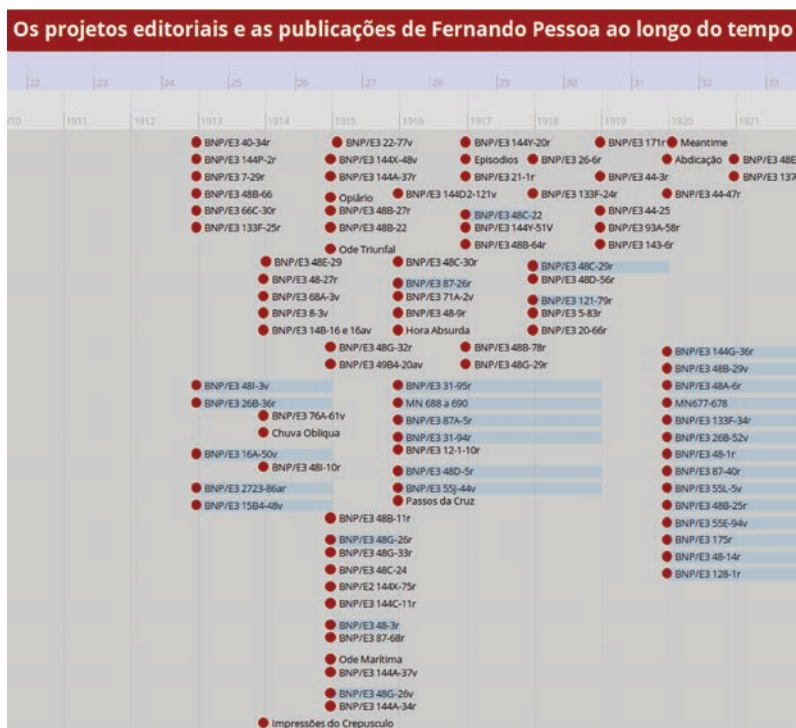 Os projetos editoriais e as publicações de Fernando Pessoa ao longo do tempo
|22 |23 |24 |25 |26 |27 |28 |29 |30 |31 |32 |33
910 |1911 |1912 |1913 |1914 |1915 |1916 |1917 |1918 |1919 |1920 |1921
BNP/E3 40-34r BNP/E3 22-77v BNP/E3 144Y-20r BNP/E3 171r Meantime
BNP/E3 144P-2r BNP/E3 144X-48v Episodios BNP/E3 26-6r Abdicação BNP/E3 48E
BNP/E3 7-29r BNP/E3 144A-37r BNP/E3 21-1r BNP/E3 44-3r BNP/E3 137
BNP/E3 48B-66 Opiário BNP/E3 144D2-121v BNP/E3 133F-24r BNP/E3 44-47r
BNP/E3 66C-30r BNP/E3 48B-27r BNP/E3 48C-22 BNP/E3 44-25
BNP/E3 133F-25r BNP/E3 48B-22 BNP/E3 144Y-51V BNP/E3 93A-58r
Ode Triunfal BNP/E3 48B-64r BNP/E3 143-6r
BNP/E3 48E-29 BNP/E3 48C-30r BNP/E3 48C-29r
BNP/E3 48-27r BNP/E3 87-26r BNP/E3 48D-56r
BNP/E3 68A-3v BNP/E3 71A-2v BNP/E3 121-79r
BNP/E3 8-3v BNP/E3 48-9r BNP/E3 5-83r
BNP/E3 14B-16 e 16av Hora Absurda BNP/E3 20-66r
BNP/E3 48G-32r BNP/E3 48B-78r BNP/E3 144G-36r
BNP/E3 49B4-20av BNP/E3 48G-29r BNP/E3 48B-29v
BNP/E3 48I-3v BNP/E3 31-95r BNP/E3 48A-6r
BNP/E3 26B-36r MN 688 a 690 MN677-678
BNP/E3 76A-61v BNP/E3 87A-5r BNP/E3 133F-34r
Chuva Obliqua BNP/E3 31-94r BNP/E3 26B-52v
BNP/E3 16A-50v BNP/E3 12-1-10r BNP/E3 48-1r
BNP/E3 48I-10r BNP/E3 48D-5r BNP/E3 87-40r
BNP/E3 2723-86ar BNP/E3 55J-44v BNP/E3 55L-5v
BNP/E3 15B4-48v Passos da Cruz BNP/E3 48B-25r
BNP/E3 48B-11r BNP/E3 55E-94v
BNP/E3 48G-26r BNP/E3 175r
BNP/E3 48G-33r BNP/E3 48-14r
BNP/E3 48C-24 BNP/E3 128-1r
BNP/E2 144X-75r
BNP/E3 144C-11r
BNP/E3 48-3r
BNP/E3 87-68r
Ode Marítima
BNP/E3 144A-37v
BNP/E3 48G-26v
BNP/E3 144A-34r
Impressões do Crepusculo